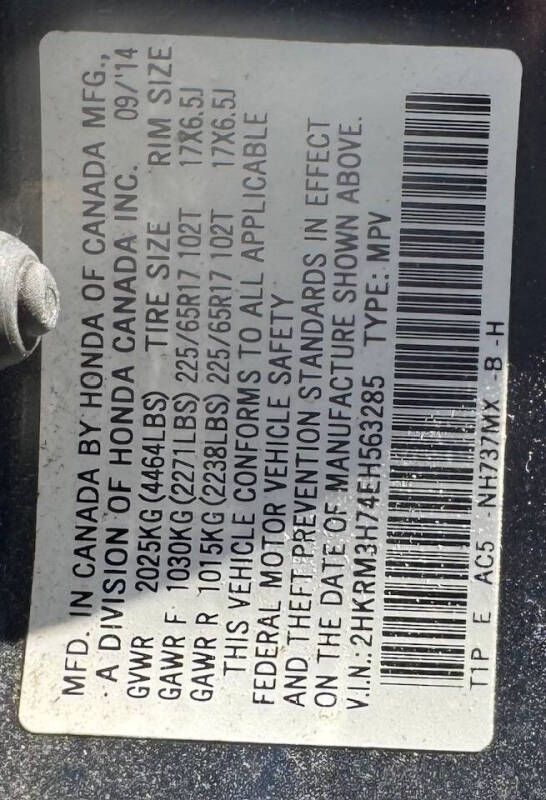 MFD. IN CANADA BY HONDA OF CANADA MFG.,
A DIVISION OF HONDA CANADA INC. 09/'14
GVWR 2025KG (4464LBS) TIRE SIZE RIM SIZE
GAWR F 1030KG (2271LBS) 225/65R17 102T 17X6.5J
GAWR R 1015KG (2238LBS) 225/65R17 102T 17X6.5J
THIS VEHICLE CONFORMS TO ALL APPLICABLE
FEDERAL MOTOR VEHICLE SAFETY
AND THEFT PREVENTION STANDARDS IN EFFECT
ON THE DATE OF MANUFACTURE SHOWN ABOVE.
V.I.N.: 2HKRM3H74EH563285 TYPE: MPV
T1P E AC5 NH737MX -B -H